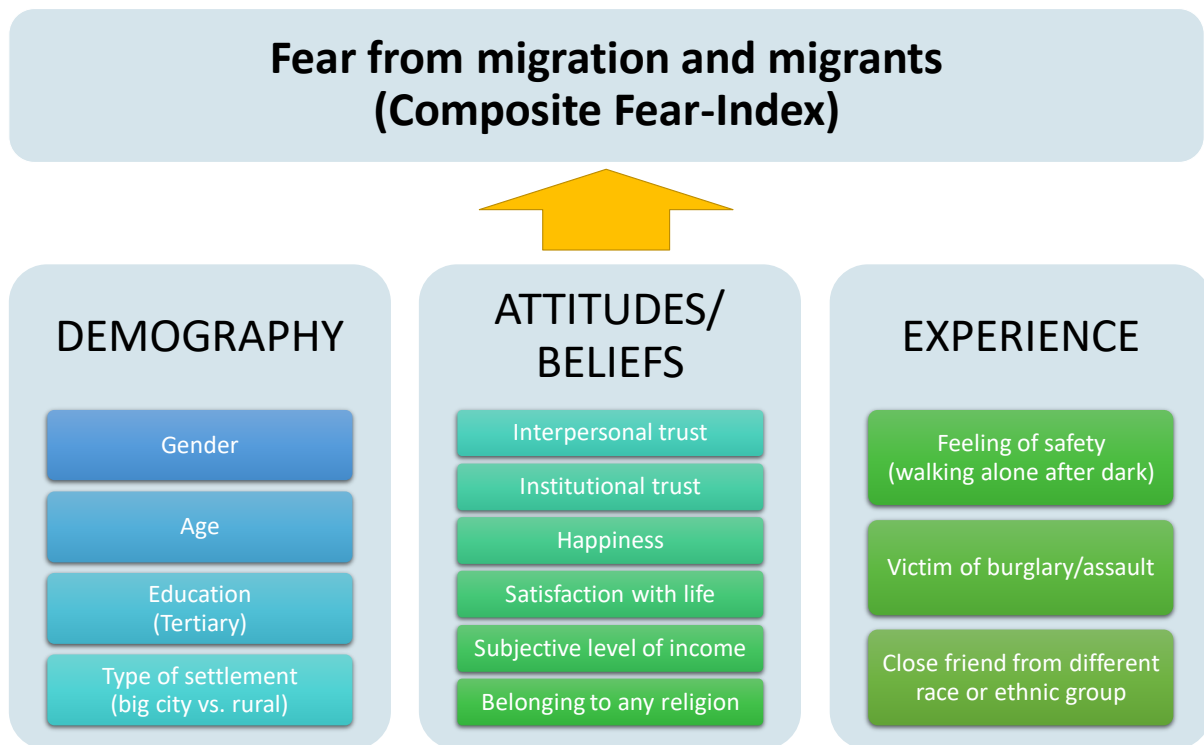 Fear from migration and migrants
(Composite Fear-Index)
DEMOGRAPHY
Gender
Age
Education
(Tertiary)
Type of settlement
(big city vs. rural)
ATTITUDES/
BELIEFS
Interpersonal trust
Institutional trust
Happiness
Satisfaction with life
Subjective level of income
Belonging to any religion
EXPERIENCE
Feeling of safety
(walking alone after dark)
Victim of burglary/assault
Close friend from different
race or ethnic group